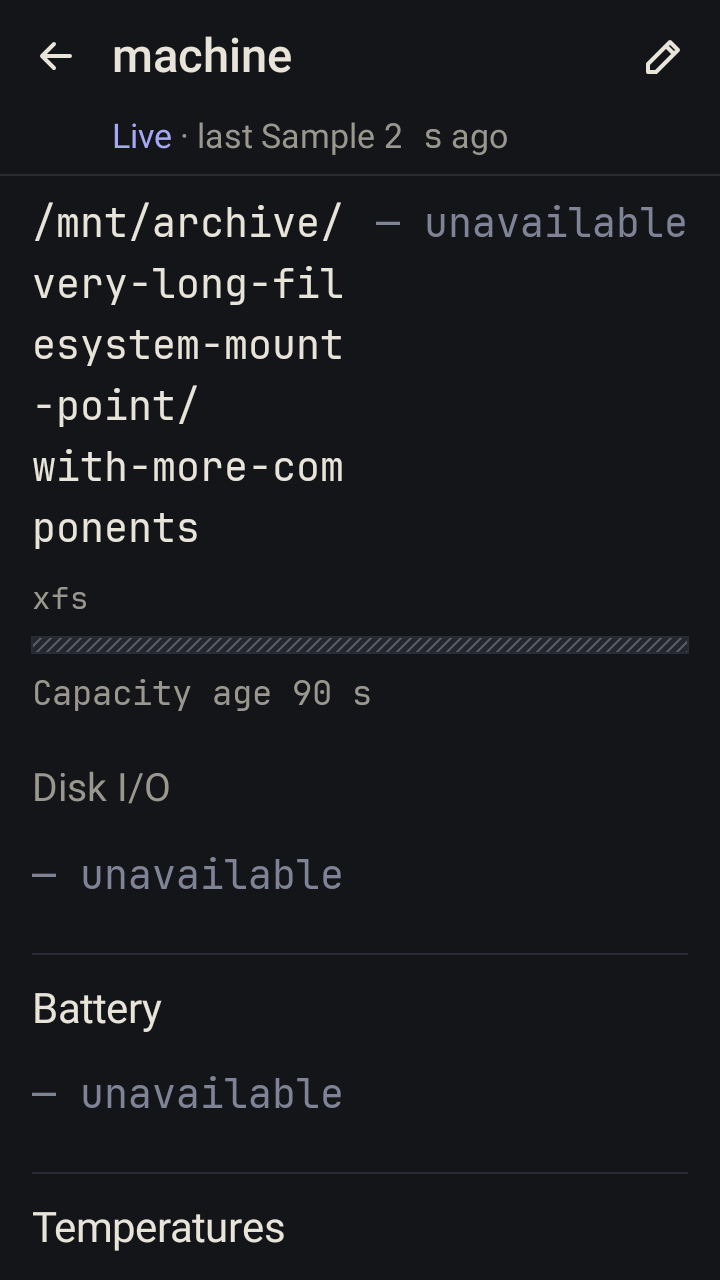 machine
Live · last Sample 2 s ago
/mnt/archive/ — unavailable
very-long-fil
esystem-mount
-point/
with-more-com
ponents
xfs
Capacity age 90 s
Disk I/O
— unavailable
Battery
— unavailable
Temperatures